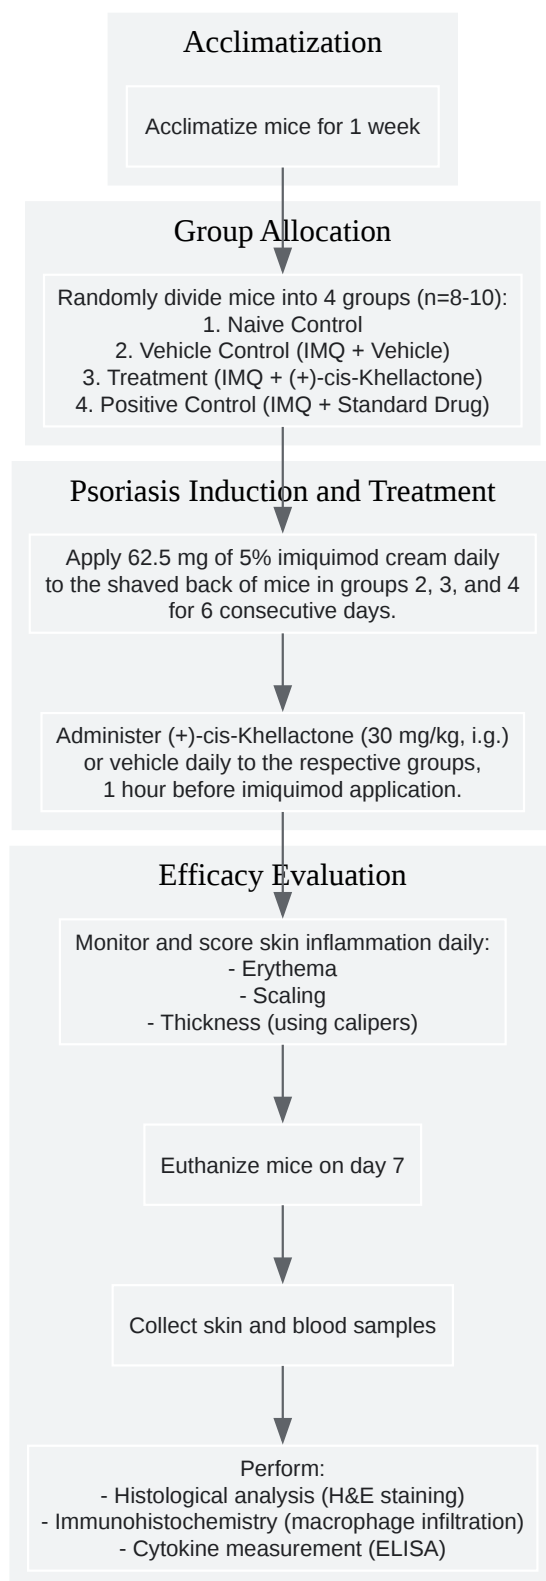 Acclimatization
Acclimatize mice for 1 week
Group Allocation
Randomly divide mice into 4 groups (n=8-10):
1. Naive Control
2. Vehicle Control (IMQ + Vehicle)
3. Treatment (IMQ + (+)-cis-Khellactone)
4. Positive Control (IMQ + Standard Drug)
Psoriasis Induction and Treatment
Apply 62.5 mg of 5% imiquimod cream daily
to the shaved back of mice in groups 2, 3, and 4
for 6 consecutive days.
Administer (+)-cis-Khellactone (30 mg/kg, i.g.)
or vehicle daily to the respective groups,
1 hour before imiquimod application.
Efficacy Evaluation
Monitor and score skin inflammation daily:
- Erythema
- Scaling
- Thickness (using calipers)
Euthanize mice on day 7
Collect skin and blood samples
Perform:
- Histological analysis (H&E staining)
- Immunohistochemistry (macrophage infiltration)
- Cytokine measurement (ELISA)